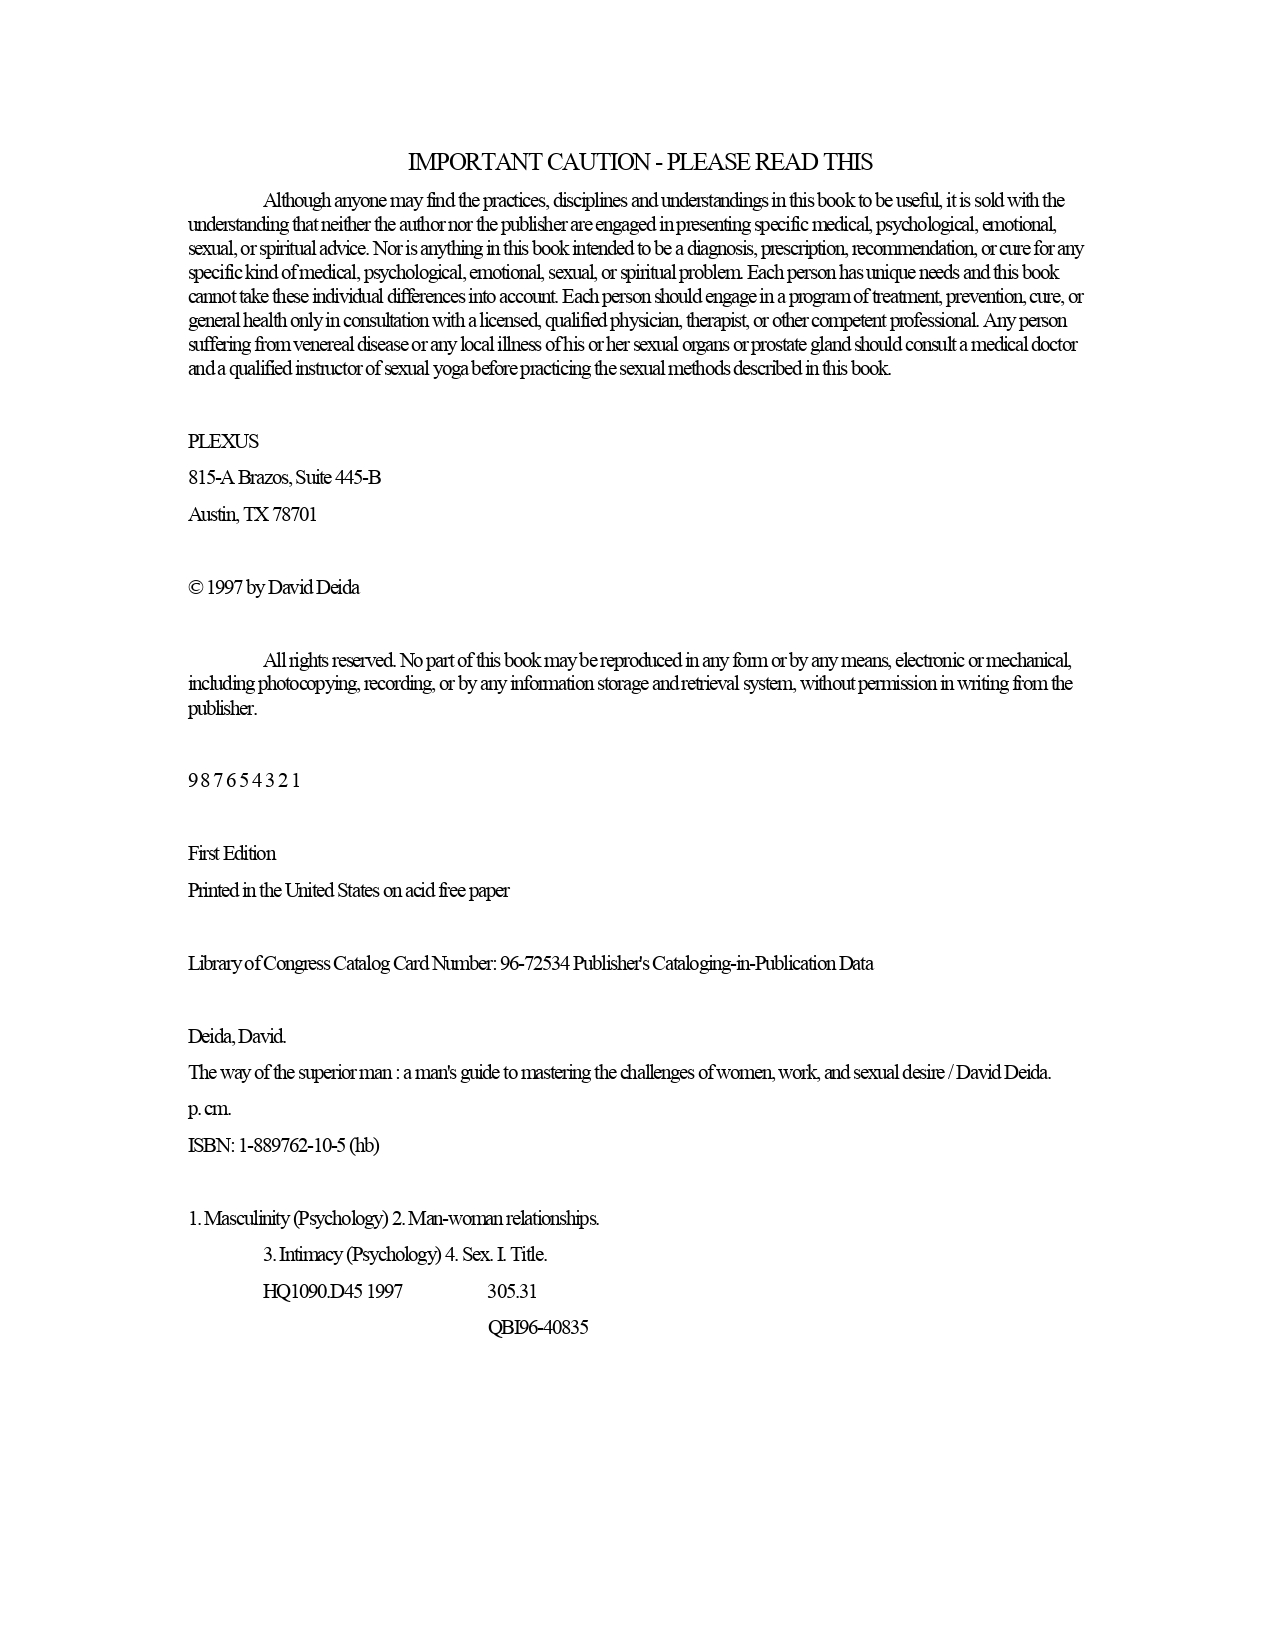 IMPORTANT CAUTION - PLEASE READ THIS
Although anyone may find the practices, disciplines and understandings in this book to be useful, it is sold with the
understanding that neither the author nor the publisher are engaged in presenting specific medical, psychological, emotional,
sexual, or spiritual advice. Nor is anything in this book intended to be a diagnosis, prescription, recommendation, or cure for any
specific kind of medical, psychological, emotional, sexual, or spiritual problem. Each person has unique needs and this book
cannot take these individual differences into account. Each person should engage in a program of treatment, prevention, cure, or
general health only in consultation with a licensed, qualified physician, therapist, or other competent professional. Any person
suffering from venereal disease or any local illness of his or her sexual organs or prostate gland should consult a medical doctor
and a qualified instructor of sexual yoga before practicing the sexual methods described in this book.
PLEXUS
815-A Brazos, Suite 445-B
Austin, TX 78701
© 1997 by David Deida
All rights reserved. No part of this book may be reproduced in any form or by any means, electronic or mechanical,
including photocopying, recording, or by any information storage and retrieval system, without permission in writing from the
publisher.
9 8 7 6 5 4 3 2 1
First Edition
Printed in the United States on acid free paper
Library of Congress Catalog Card Number: 96-72534 Publisher's Cataloging-in-Publication Data
Deida, David.
The way of the superior man : a man's guide to mastering the challenges of women, work, and sexual desire / David Deida.
p. cm.
ISBN: 1-889762-10-5 (hb)
1. Masculinity (Psychology) 2. Man-woman relationships.
3. Intimacy (Psychology) 4. Sex. I. Title.
HQ1090.D45 1997 305.31
QBI96-40835